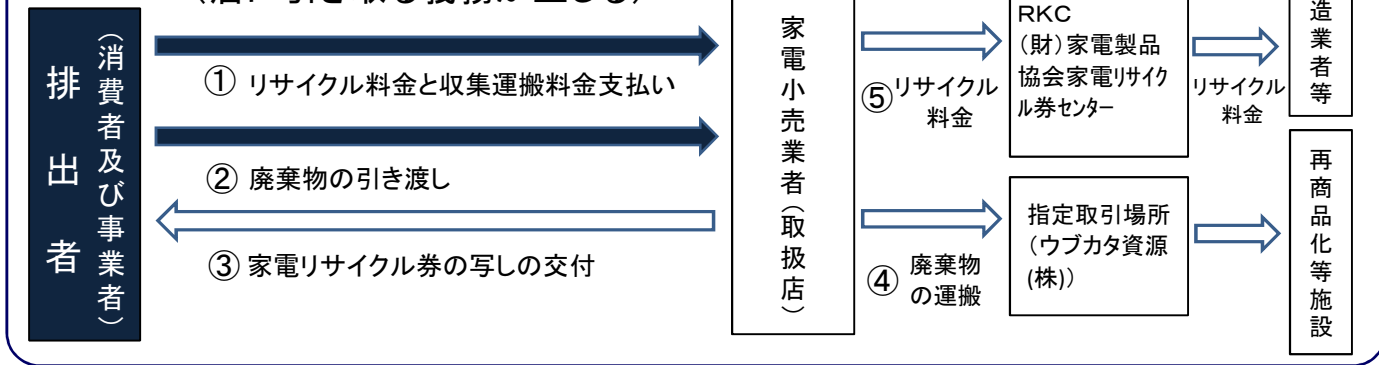 排出者
（消費者及び事業者）
① リサイクル料金と収集運搬料金支払い
② 廃棄物の引き渡し
③ 家電リサイクル券の写しの交付
家電小売業者（取扱店）
⑤ リサイクル
料金
④ 廃棄物
の運搬
RKC
（財）家電製品
協会家電リサイク
ル券センター
指定取引場所
（ウブカタ資源
(株)）
リサイクル
料金
造業者等
再商品化等施設